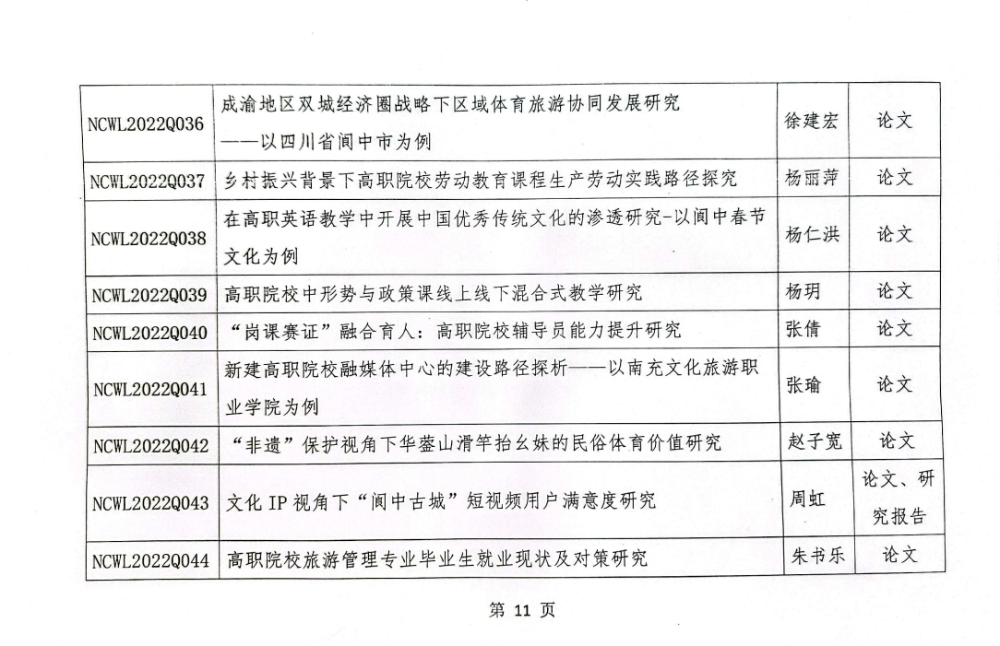 NCWL2022Q036 成渝地区双城经济圈战略下区域体育旅游协同发展研究 徐建宏 论文
——以四川省阆中市为例
NCWL2022Q037 乡村振兴背景下高职院校劳动教育课程生产劳动实践路径探究 杨丽萍 论文
NCWL2022Q038 在高职英语教学中开展中国优秀传统文化的渗透研究-以阆中春节 杨仁洪 论文
文化为例
NCWL2022Q039 高职院校中形势与政策课线上线下混合式教学研究 杨玥 论文
NCWL2022Q040 “岗课赛证”融合育人：高职院校辅导员能力提升研究 张倩 论文
NCWL2022Q041 新建高职院校融媒体中心的建设路径探析——以南充文化旅游职 张瑜 论文
业学院为例
NCWL2022Q042 “非遗”保护视角下华蓥山滑竿抬幺妹的民俗体育价值研究 赵子宽 论文
NCWL2022Q043 文化 IP 视角下“阆中古城”短视频用户满意度研究 周虹 论文、研
究报告
NCWL2022Q044 高职院校旅游管理专业毕业生就业现状及对策研究 朱书乐 论文
第 11 页